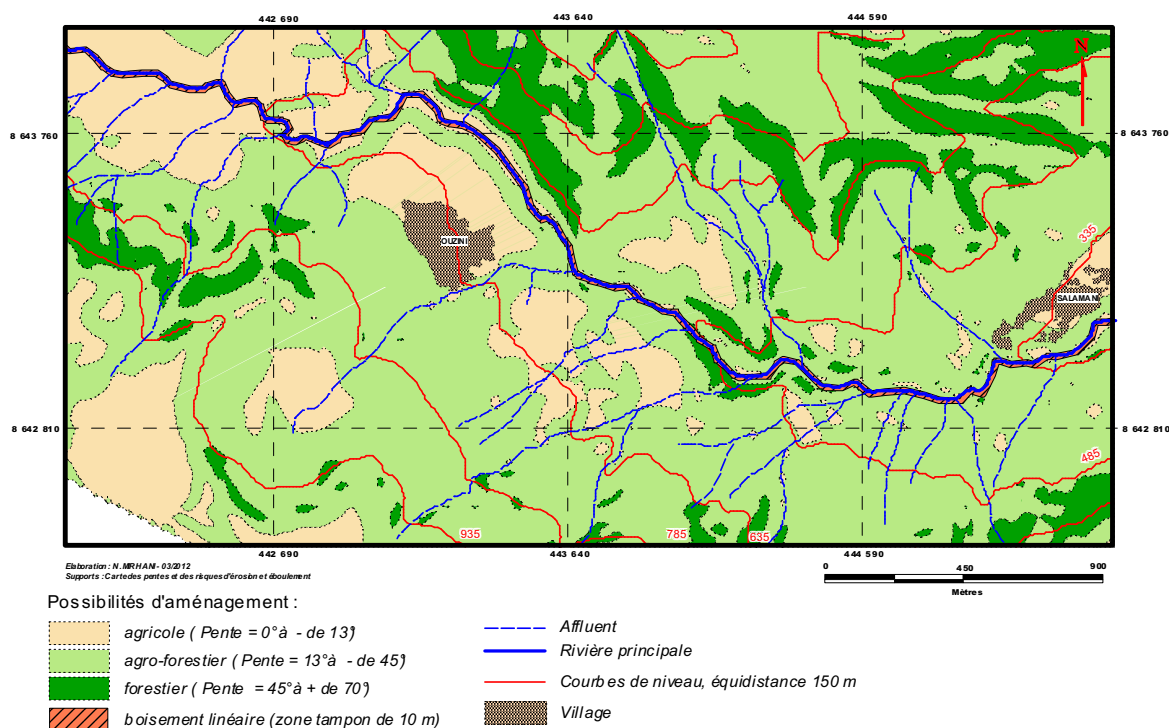 442 690 443 640 444 590
N
8 643 760 8 643 760
OUZINI
335
SALAMANI
8 642 810 8 642 810
485
935 785 635
442 690 443 640 444 590
Elaboration : N. MIRHANI - 03/2012
Supports : Carte des pentes et des risques d'érosion et éboulement
0 450 900
Mètres
Possibilités d'aménagement :
agricole ( Pente = 0° à - de 13°)
agro-forestier ( Pente = 13° à - de 45°)
forestier ( Pente = 45° à + de 70°)
boisement linéaire (zone tampon de 10 m)
Affluent
Rivière principale
Courbes de niveau, équidistance 150 m
Village